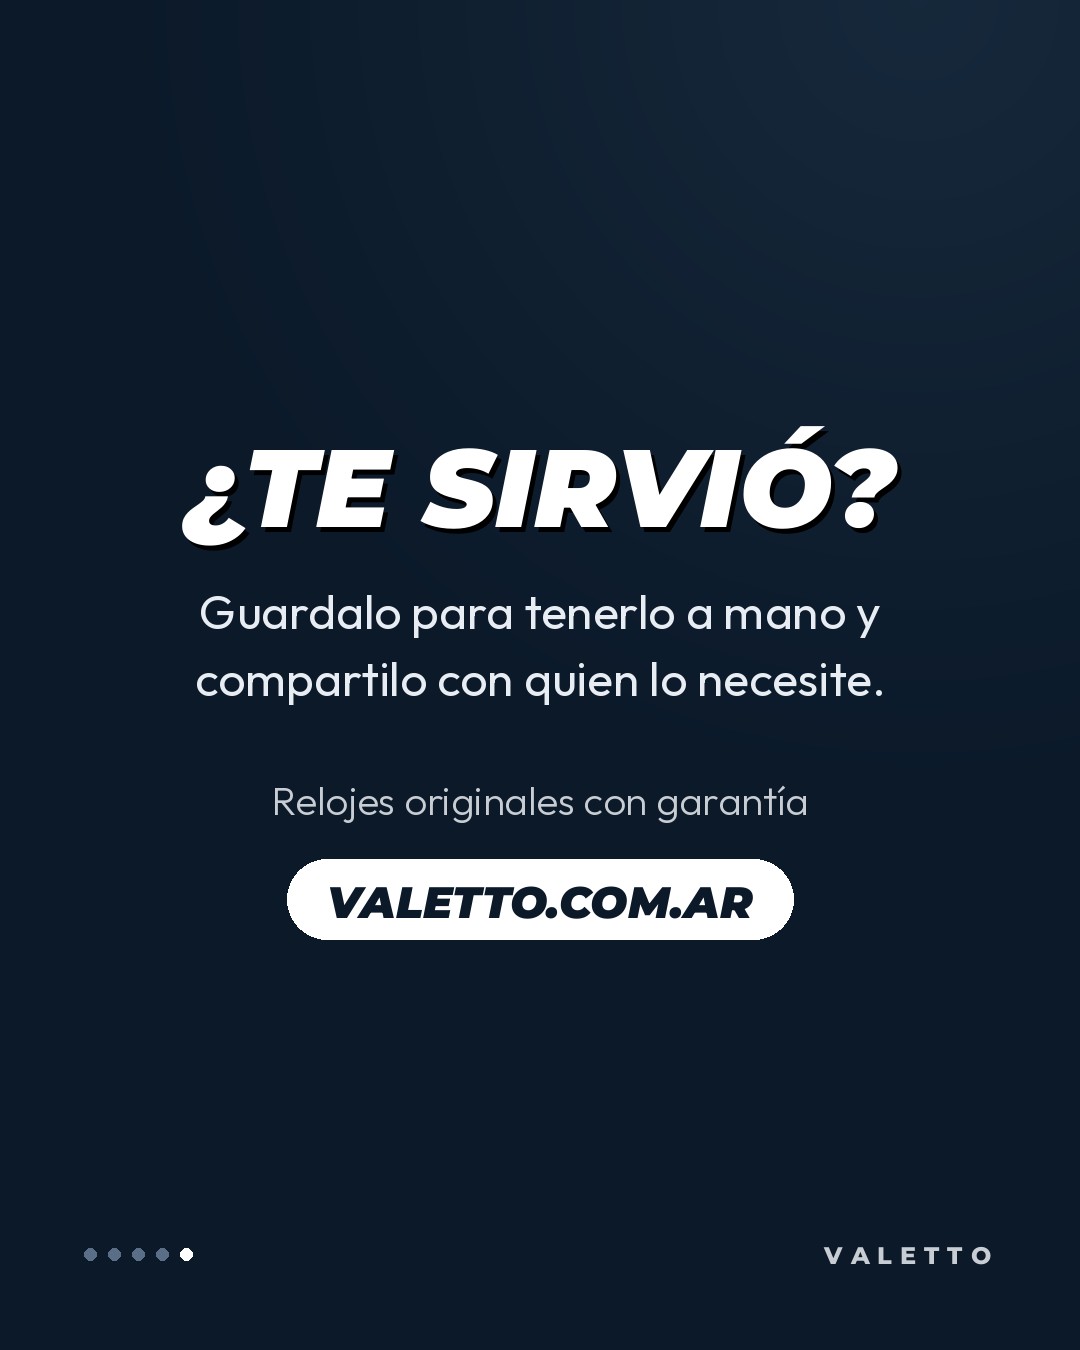 ¿TE SIRVIÓ?
Guardalo para tenerlo a mano y
compartilo con quien lo necesite.
Relojes originales con garantía
VALETTO.COM.AR
VALETTO